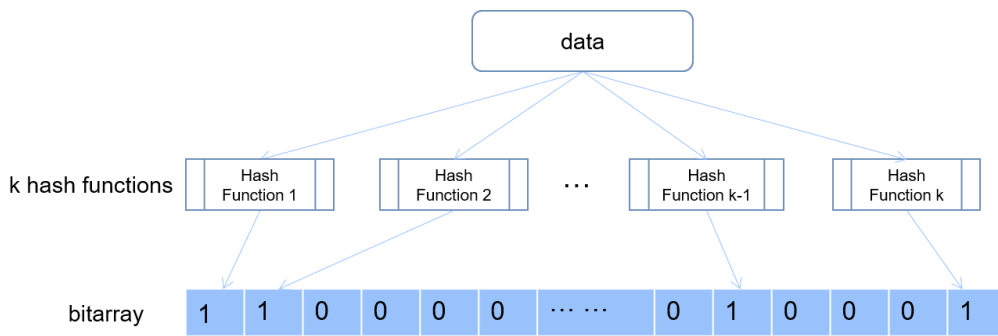 data
k hash functions
Hash
Function 1
Hash
Function 2
...
Hash
Function k-1
Hash
Function k
bitarray
1 1 0 0 0 0 ... ... 0 1 0 0 0 1